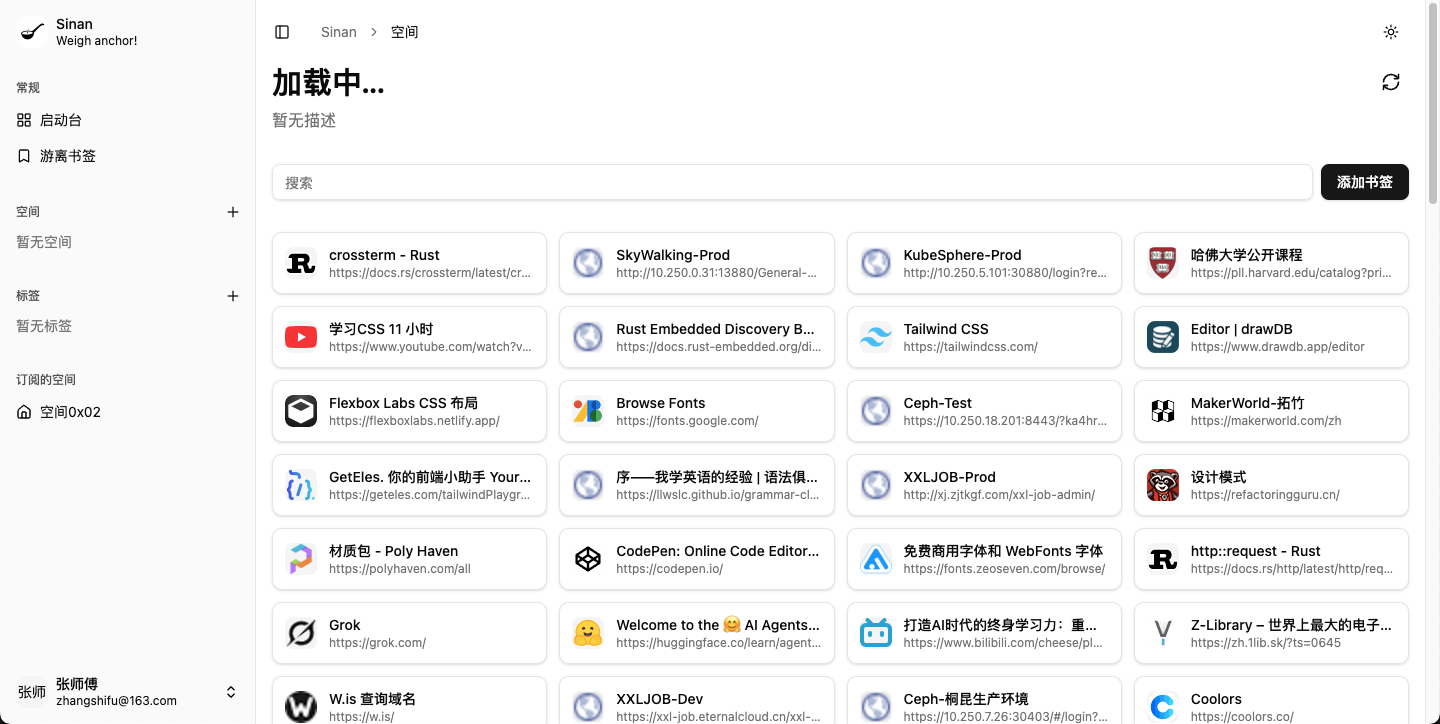 Sinan
Weigh anchor!
常规
启动台
游离书签
空间
暂无空间
标签
暂无标签
订阅的空间
空间0x02
张师
张师傅
zhangshifu@163.com
Sinan
空间
加载中...
暂无描述
搜索
添加书签
crossterm - Rust
https://docs.rs/crossterm/latest/cr...
SkyWalking-Prod
http://10.250.0.31:13880/General-...
KubeSphere-Prod
http://10.250.5.101:30880/login?re...
哈佛大学公开课程
https://pll.harvard.edu/catalog?pri...
学习CSS 11 小时
https://www.youtube.com/watch?v...
Rust Embedded Discovery B...
https://docs.rust-embedded.org/di...
Tailwind CSS
https://tailwindcss.com/
Editor | drawDB
https://www.drawdb.app/editor
Flexbox Labs CSS 布局
https://flexboxlabs.netlify.app/
Browse Fonts
https://fonts.google.com/
Ceph-Test
https://10.250.18.201:8443/?ka4hr...
MakerWorld-拓竹
https://makerworld.com/zh
GetEles. 你的前端小助手 Your...
https://geteles.com/tailwindPlaygr...
序——我学英语的经验 | 语法俱...
https://llwslc.github.io/grammar-cl...
XXLJOB-Prod
http://xj.zjtkgf.com/xxl-job-admin/
设计模式
https://refactoringguru.cn/
材质包 - Poly Haven
https://polyhaven.com/all
CodePen: Online Code Editor...
https://codepen.io/
免费商用字体和 WebFonts 字体
https://fonts.zeoseven.com/browse/
http::request - Rust
https://docs.rs/http/latest/http/req...
Grok
https://grok.com/
Welcome to the 🤗 AI Agents...
https://huggingface.co/learn/agent...
打造AI时代的终身学习力：重...
https://www.bilibili.com/cheese/pl...
Z-Library – 世界上最大的电子...
https://zh.1lib.sk/?ts=0645
W.is 查询域名
https://w.is/
XXLJOB-Dev
https://xxl-job.eternalcloud.cn/xxl-...
Ceph-桐昆生产环境
https://10.250.7.26:30403/#/login?...
Coolors
https://coolors.co/